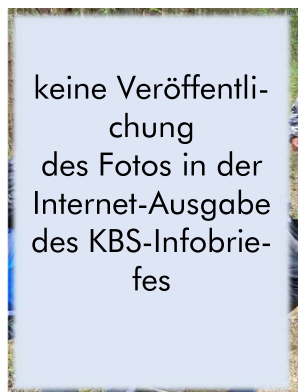 keine Veröffentli-
chung
des Fotos in der
Internet-Ausgabe
des KBS-Infobrie-
fes